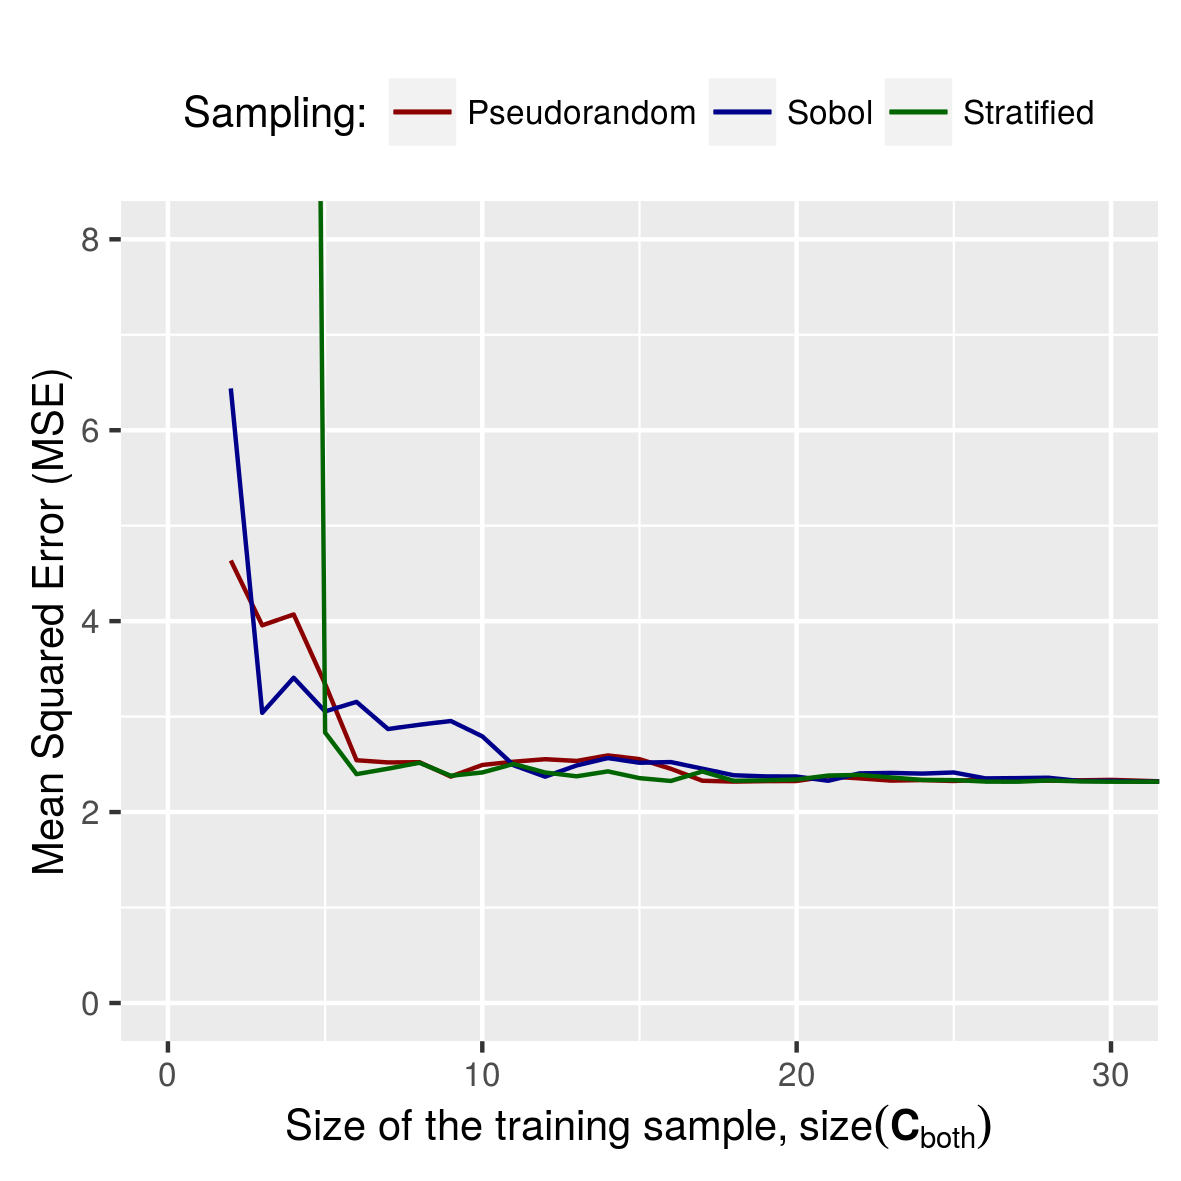 Sampling: Pseudorandom Sobol Stratified
Mean Squared Error (MSE)
8
6
4
2
0
0 10 20 30
Size of the training sample, size(C_both)